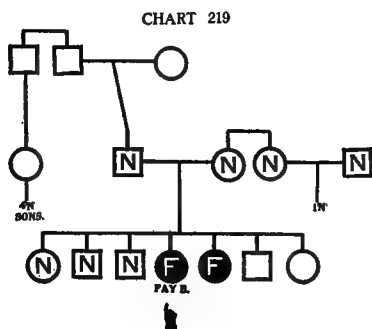 CHART 219
N N N N
4N
SONS.
1N
N N N F F
FAY B.